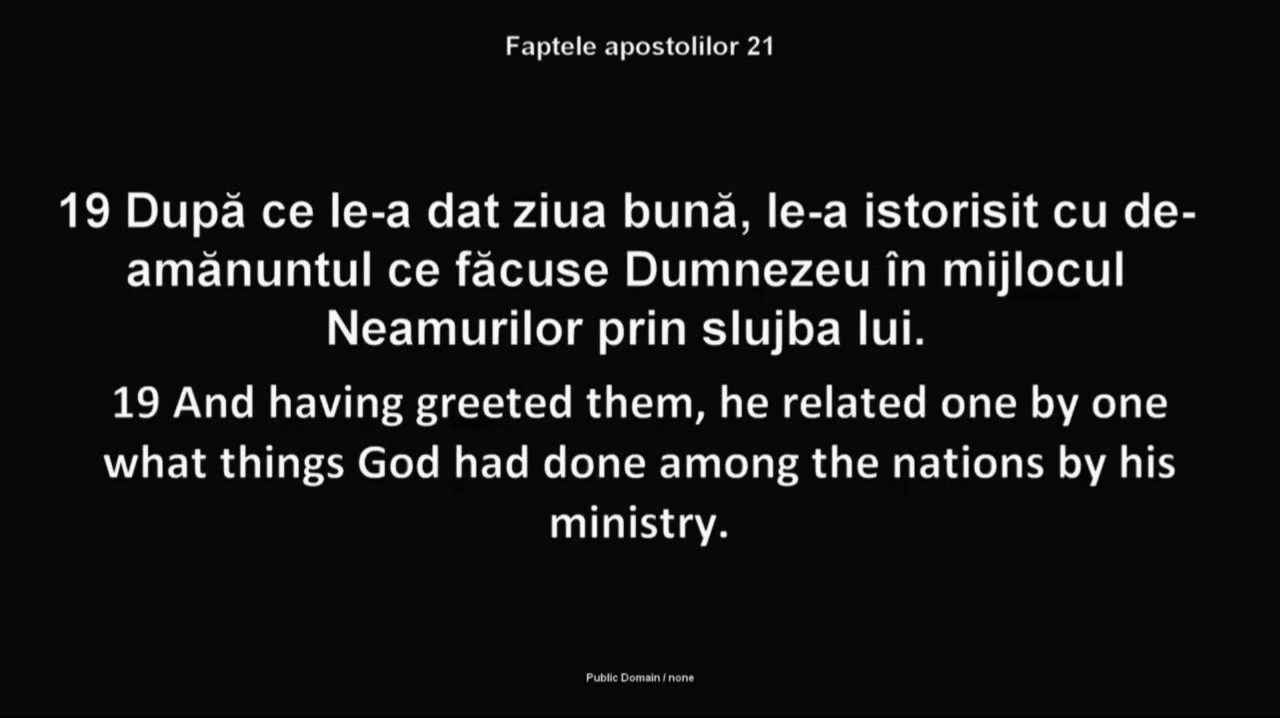 Faptele apostolilor 21
19 După ce le-a dat ziua bună, le-a istorisit cu de-
amănuntul ce făcuse Dumnezeu în mijlocul
Neamurilor prin slujba lui.
19 And having greeted them, he related one by one
what things God had done among the nations by his
ministry.
Public Domain / none